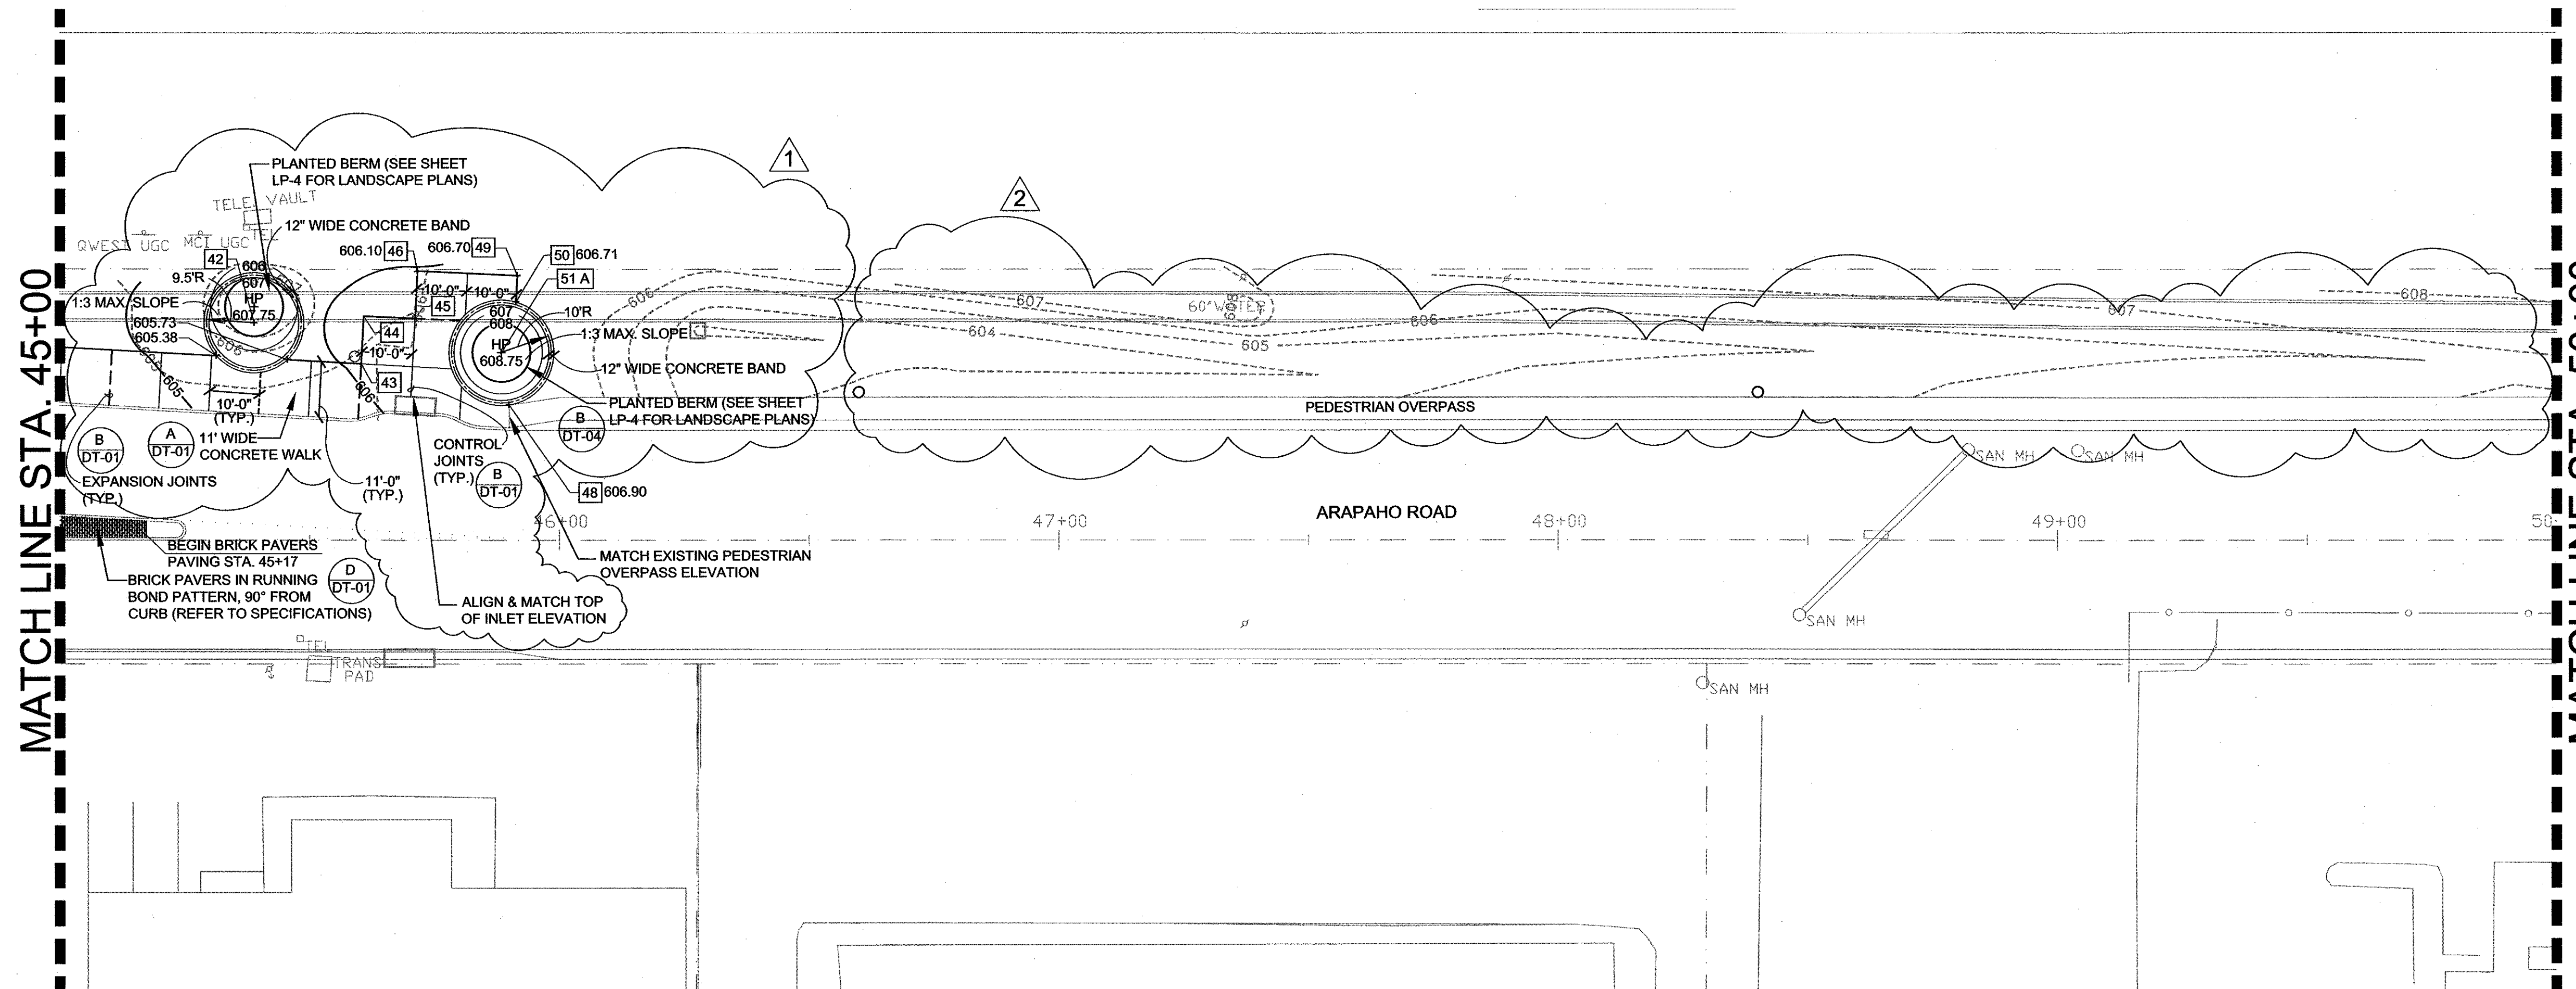 MATCH LINE STA. 45+00
1
2
PLANTED BERM (SEE SHEET
LP-4 FOR LANDSCAPE PLANS)
TELE. VAULT
TEL
12" WIDE CONCRETE BAND
QWEST UGC
MCI UGC
42
606
607
HP
607.75
9.5'R
1:3 MAX. SLOPE
605.73
605.38
606
606.10 46
606.70 49
50 606.71
51 A
10'-0"
10'-0"
45
44
10'-0"
43
607
608
HP
608.75
10'R
1:3 MAX. SLOPE
12" WIDE CONCRETE BAND
PLANTED BERM (SEE SHEET
LP-4 FOR LANDSCAPE PLANS)
B
DT-04
605
605
606
10'-0"
(TYP.)
11' WIDE
CONCRETE WALK
B
DT-01
A
DT-01
EXPANSION JOINTS
(TYP.)
11'-0"
(TYP.)
CONTROL
JOINTS
(TYP.)
B
DT-01
48 606.90
606
607
604
605
60"WATER
608
606
607
608
PEDESTRIAN OVERPASS
SAN MH
SAN MH
ARAPAHO ROAD
46+00
47+00
48+00
49+00
50
BEGIN BRICK PAVERS
PAVING STA. 45+17
BRICK PAVERS IN RUNNING
BOND PATTERN, 90° FROM
CURB (REFER TO SPECIFICATIONS)
D
DT-01
MATCH EXISTING PEDESTRIAN
OVERPASS ELEVATION
ALIGN & MATCH TOP
OF INLET ELEVATION
SAN MH
TEL
TRANS
PAD
SAN MH